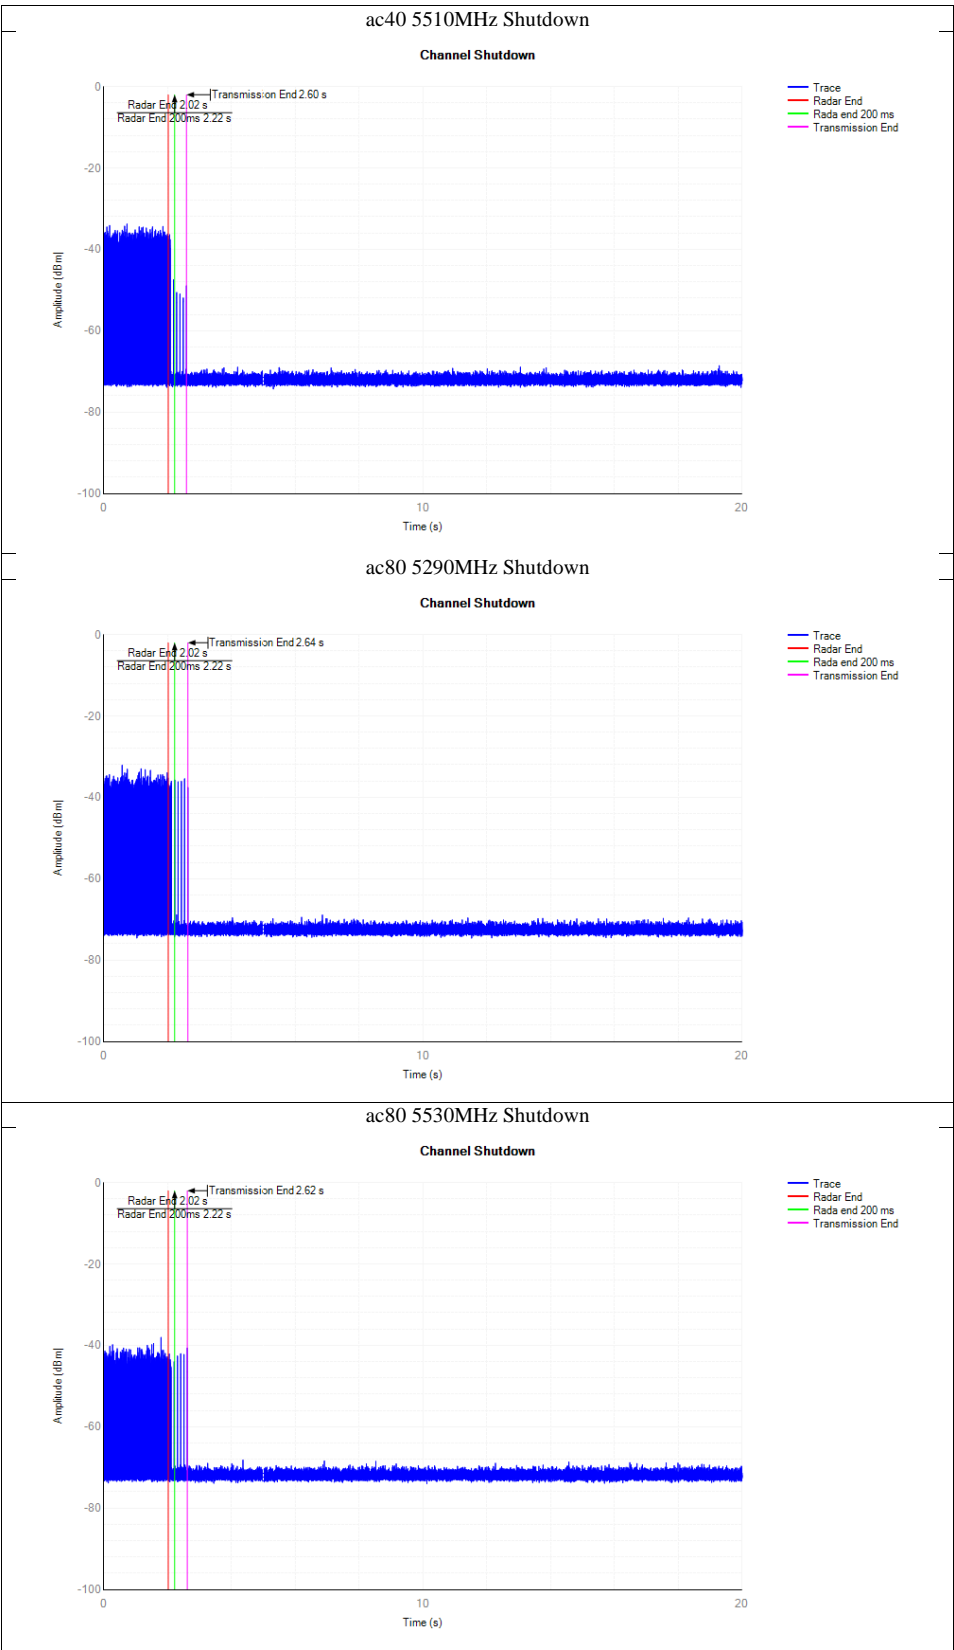 ac40 5510MHz Shutdown
Channel Shutdown
0
Transmission End 2.60 s
Radar End 2.02 s
Radar End 200ms 2.22 s
Trace
Radar End
Rada end 200 ms
Transmission End
-20
-40
Amplitude (dBm)
-60
-80
-100
0
10
20
Time (s)
ac80 5290MHz Shutdown
Channel Shutdown
0
Transmission End 2.64 s
Radar End 2.02 s
Radar End 200ms 2.22 s
Trace
Radar End
Rada end 200 ms
Transmission End
-20
-40
Amplitude (dBm)
-60
-80
-100
0
10
20
Time (s)
ac80 5530MHz Shutdown
Channel Shutdown
0
Transmission End 2.62 s
Radar End 2.02 s
Radar End 200ms 2.22 s
Trace
Radar End
Rada end 200 ms
Transmission End
-20
-40
Amplitude (dBm)
-60
-80
-100
0
10
20
Time (s)